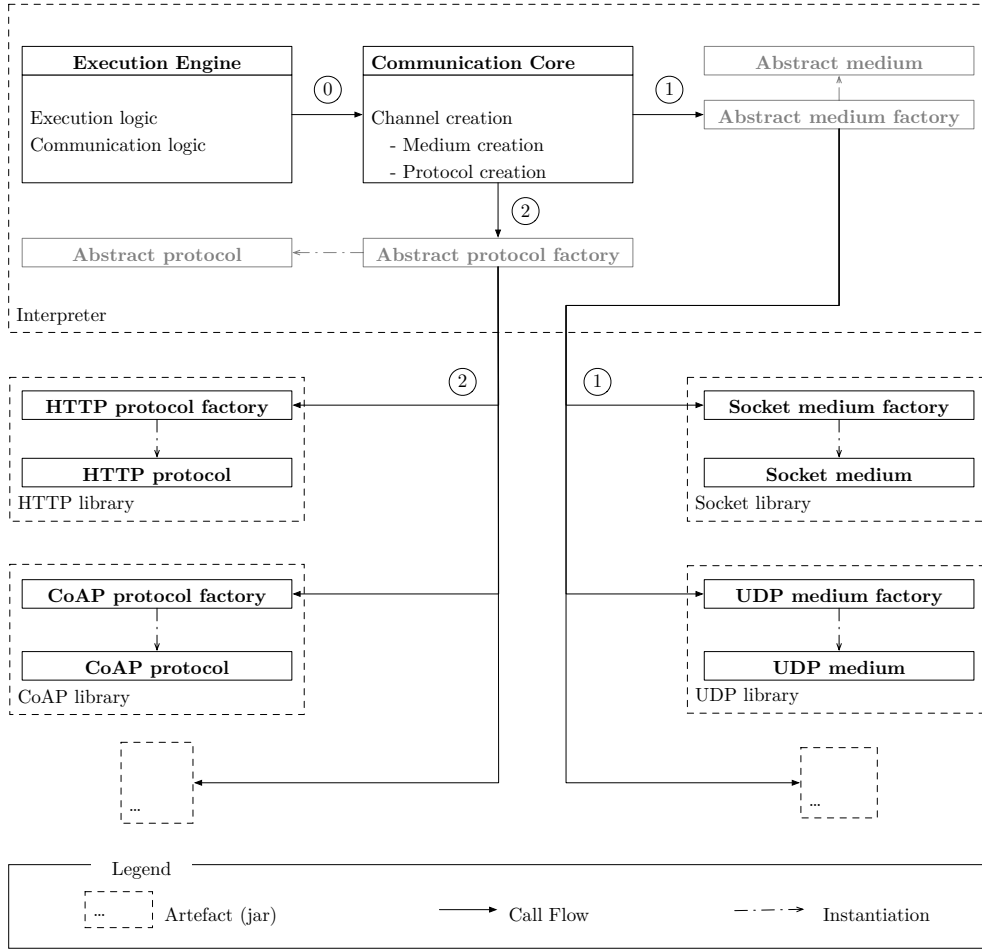 Execution Engine
Execution logic
Communication logic
0
Communication Core
Channel creation
- Medium creation
- Protocol creation
1
Abstract medium
Abstract medium factory
2
Abstract protocol
Abstract protocol factory
Interpreter
2
1
HTTP protocol factory
HTTP protocol
HTTP library
Socket medium factory
Socket medium
Socket library
CoAP protocol factory
CoAP protocol
CoAP library
UDP medium factory
UDP medium
UDP library
...
...
Legend
...
Artefact (jar)
Call Flow
Instantiation